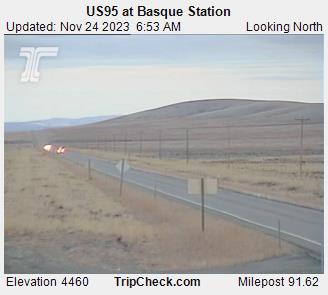 US95 at Basque Station
Updated: Nov 24 2023 6:53 AM Looking North
Elevation 4460 TripCheck.com Milepost 91.62